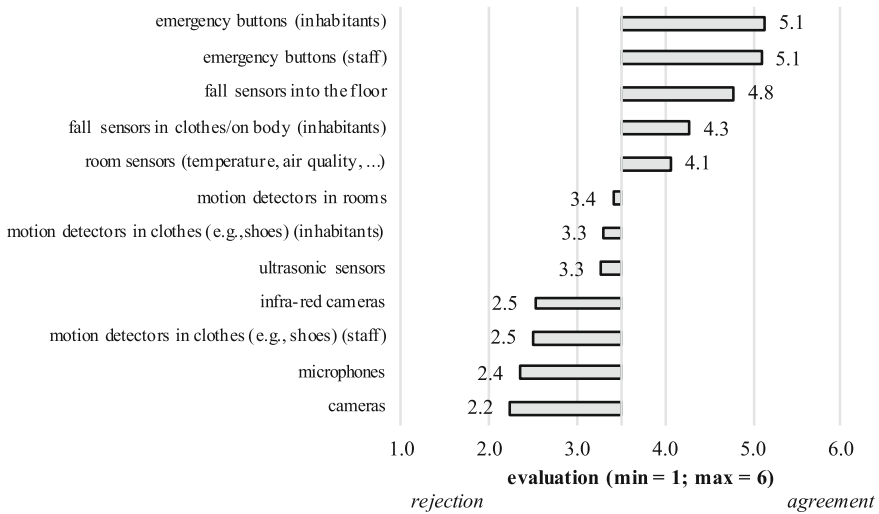 emergency buttons (inhabitants) 5.1
emergency buttons (staff) 5.1
fall sensors into the floor 4.8
fall sensors in clothes/on body (inhabitants) 4.3
room sensors (temperature, air quality, ...) 4.1
motion detectors in rooms 3.4
motion detectors in clothes (e.g.,shoes) (inhabitants) 3.3
ultrasonic sensors 3.3
infra-red cameras 2.5
motion detectors in clothes (e.g., shoes) (staff) 2.5
microphones 2.4
cameras 2.2
1.0 2.0 3.0 4.0 5.0 6.0
evaluation (min = 1; max = 6)
rejection agreement